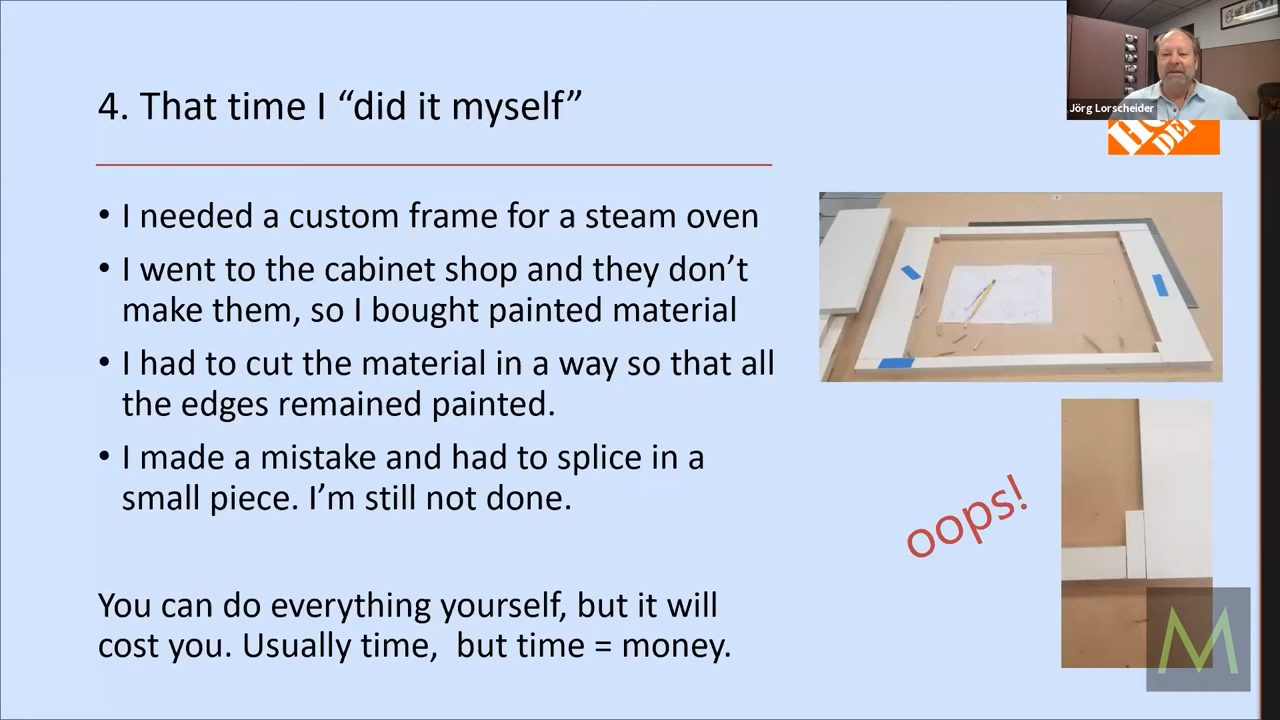 4. That time I “did it myself”
Jörg Lorscheider
• I needed a custom frame for a steam oven
• I went to the cabinet shop and they don’t
make them, so I bought painted material
• I had to cut the material in a way so that all
the edges remained painted.
• I made a mistake and had to splice in a
small piece. I’m still not done.
oops!
You can do everything yourself, but it will
cost you. Usually time,  but time = money.
M